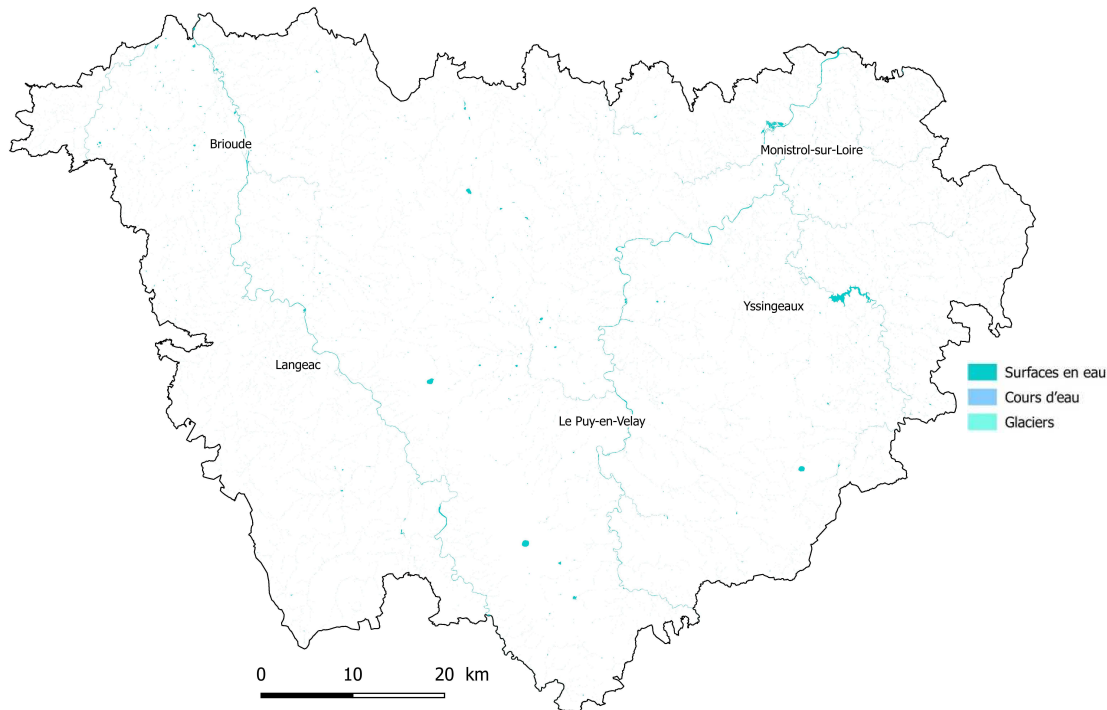 Brioude
Monistrol-sur-Loire
Yssingeaux
Langeac
Surfaces en eau
Cours d'eau
Glaciers
Le Puy-en-Velay
0 10 20 km